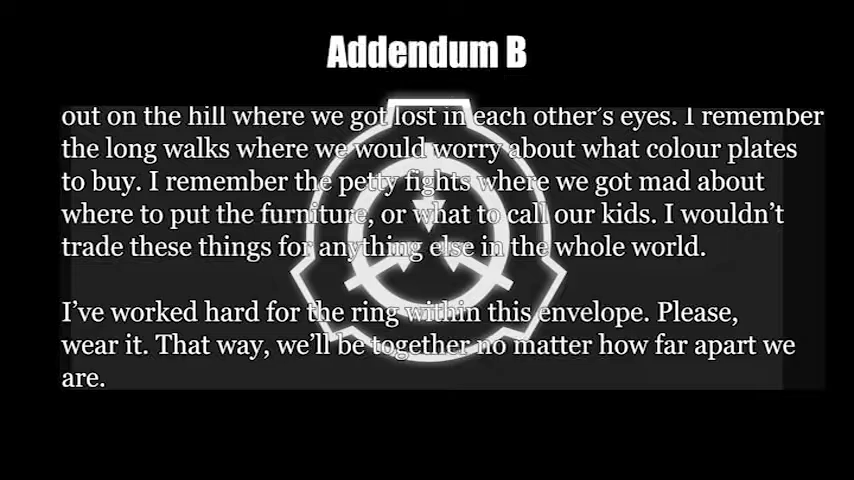 Addendum B
out on the hill where we got lost in each other's eyes. I remember
the long walks where we would worry about what colour plates
to buy. I remember the petty fights where we got mad about
where to put the furniture, or what to call our kids. I wouldn't
trade these things for anything else in the whole world.
I've worked hard for the ring within this envelope. Please,
wear it. That way, we'll be together no matter how far apart we
are.